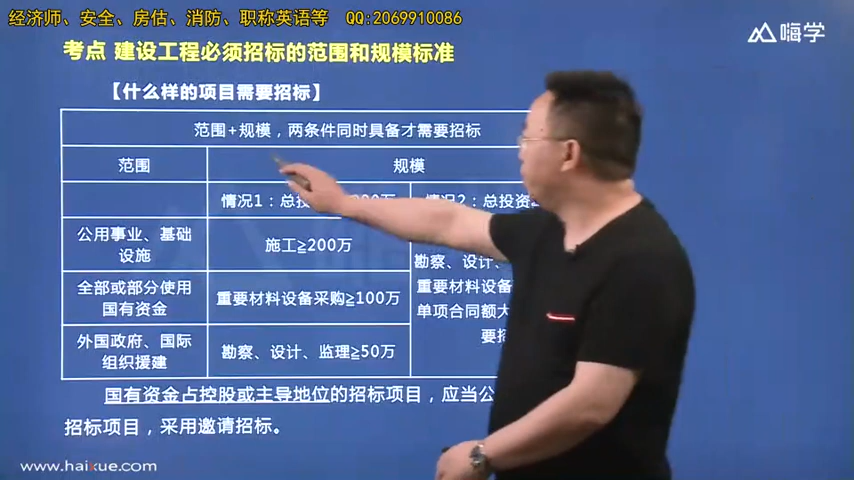 经济师、安全、房估、消防、职称英语等 QQ:2069910086
嗨学
考点 建设工程必须招标的范围和规模标准
【什么样的项目需要招标】
范围+规模，两条件同时具备才需要招标
范围
规模
情况1：总投
万
情况2：总投资
公用事业、基础
设施
施工≧200万
全部或部分使用
国有资金
重要材料设备采购≧100万
外国政府、国际
组织援建
勘察、设计、监理≧50万
勘察、设计、
重要材料设备
单项合同额大
要招
国有资金占控股或主导地位的招标项目，应当公
招标项目，采用邀请招标。
www.haixue.com